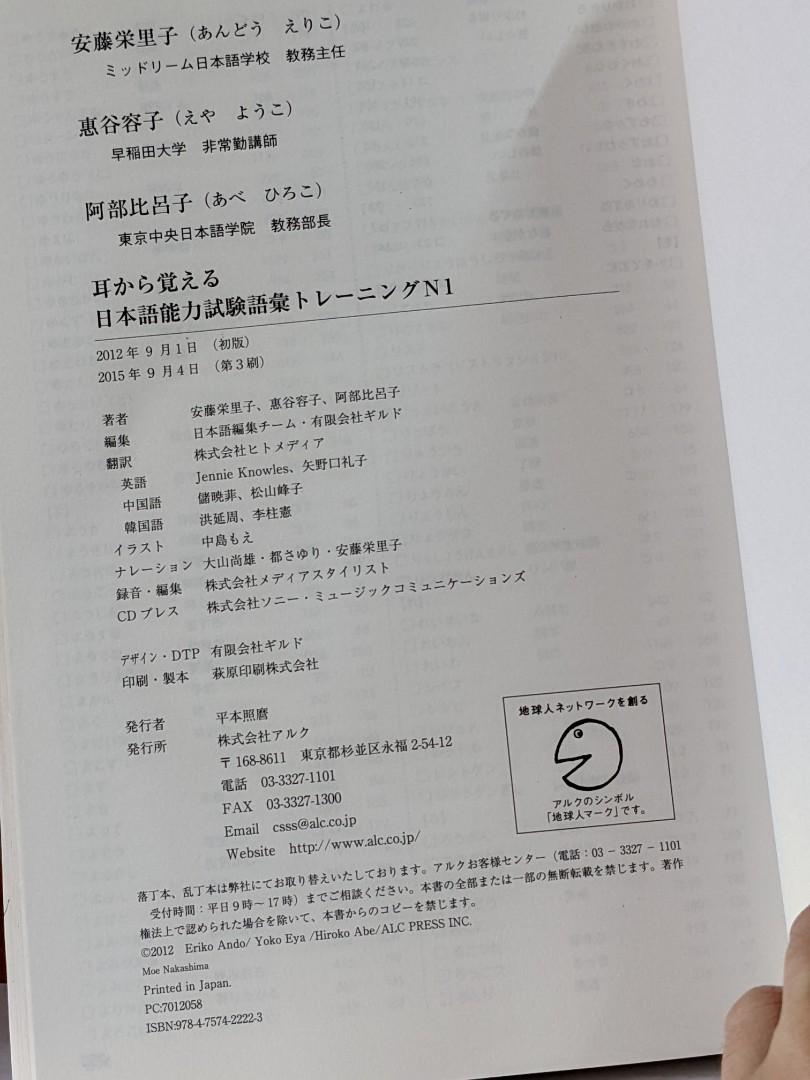 安藤栄里子（あんどう　えりこ）
ミッドリーム日本語学校　教務主任
惠谷容子（えや　ようこ）
早稲田大学　非常勤講師
阿部比呂子（あべ　ひろこ）
東京中央日本語学院　教務部長
耳から覚える
日本語能力試験語彙トレーニングN1
2012年9月1日　（初版）
2015年9月4日　（第3刷）
著者　安藤栄里子、惠谷容子、阿部比呂子
編集　日本語編集チーム・有限会社ギルド
翻訳　株式会社ヒトメディア
英語　Jennie Knowles、矢野口礼子
中国語　儲暁菲、松山峰子
韓国語　洪延周、李柱憲
イラスト　中島もえ
ナレーション　大山尚雄・都さゆり・安藤栄里子
録音・編集　株式会社メディアスタイリスト
CDプレス　株式会社ソニー・ミュージックコミュニケーションズ
デザイン・DTP　有限会社ギルド
印刷・製本　萩原印刷株式会社
発行者　平本照麿
発行所　株式会社アルク
〒168-8611　東京都杉並区永福2-54-12
電話　03-3327-1101
FAX　03-3327-1300
Email　csss@alc.co.jp
Website　http://www.alc.co.jp/
地球人ネットワークを創る
アルクのシンボル
「地球人マーク」です。
落丁本、乱丁本は弊社にてお取り替えいたしております。アルクお客様センター（電話：03－3327－1101
受付時間：平日9時～17時）までご相談ください。本書の全部または一部の無断転載を禁じます。著作
権法上で認められた場合を除いて、本書からのコピーを禁じます。
©2012　Eriko Ando/ Yoko Eya /Hiroko Abe/ALC PRESS INC.
Moe Nakashima
Printed in Japan.
PC:7012058
ISBN:978-4-7574-2222-3